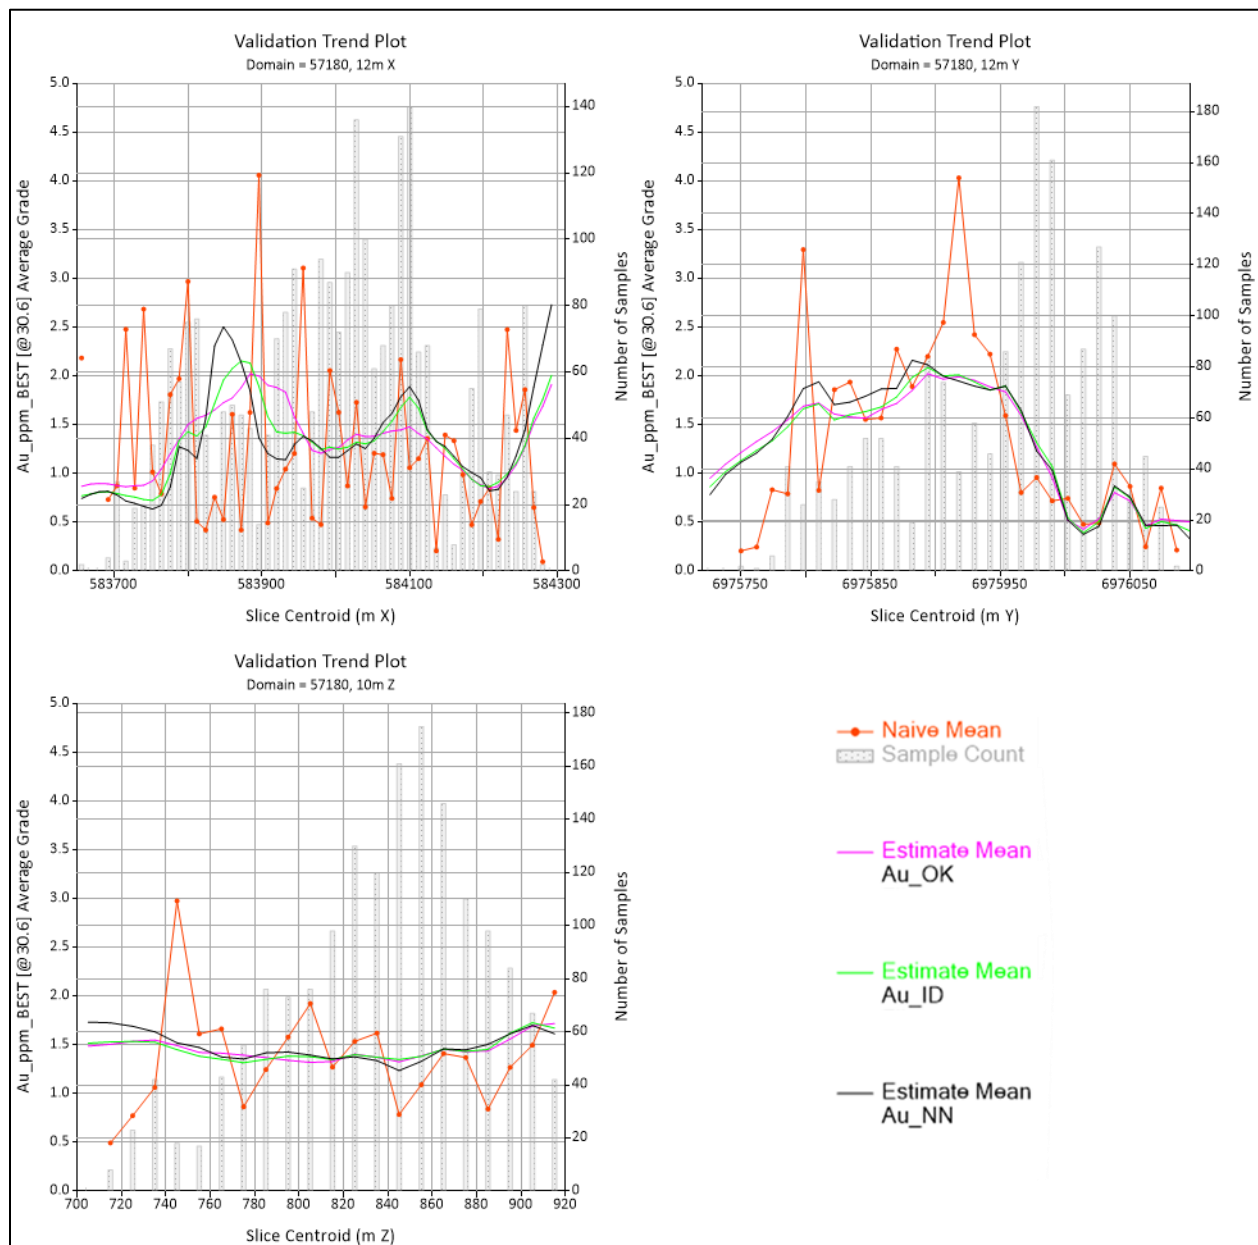 Validation Trend Plot
Domain = 57180, 12m X
5.0
4.5
4.0
3.5
3.0
2.5
2.0
1.5
1.0
0.5
0.0
Au_ppm_BEST [@30.6] Average Grade
140
120
100
80
60
40
20
0
Number of Samples
583700 583900 584100 584300
Slice Centroid (m X)
Validation Trend Plot
Domain = 57180, 12m Y
5.0
4.5
4.0
3.5
3.0
2.5
2.0
1.5
1.0
0.5
0.0
Au_ppm_BEST [@30.6] Average Grade
180
160
140
120
100
80
60
40
20
0
Number of Samples
6975750 6975850 6975950 6976050
Slice Centroid (m Y)
Validation Trend Plot
Domain = 57180, 10m Z
5.0
4.5
4.0
3.5
3.0
2.5
2.0
1.5
1.0
0.5
0.0
Au_ppm_BEST [@30.6] Average Grade
180
160
140
120
100
80
60
40
20
0
Number of Samples
700 720 740 760 780 800 820 840 860 880 900 920
Slice Centroid (m Z)
Naive Mean
Sample Count
Estimate Mean
Au_OK
Estimate Mean
Au_ID
Estimate Mean
Au_NN